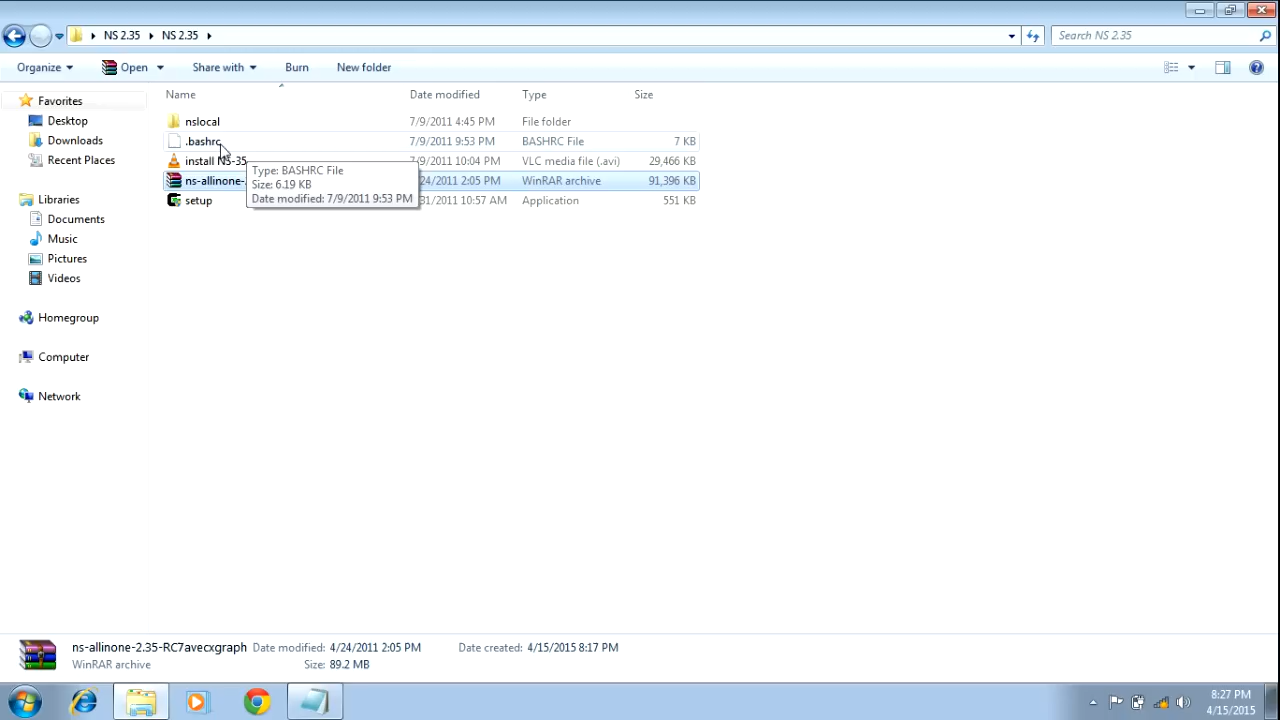 NS 2.35 NS 2.35 Search NS 2.35
Organize Open Share with Burn New folder
Name Date modified Type Size
Favorites
Desktop
Downloads
Recent Places
Libraries
Documents
Music
Pictures
Videos
Homegroup
Computer
Network
nslocal 7/9/2011 4:45 PM File folder
.bashrc 7/9/2011 9:53 PM BASHRC File 7 KB
install NS-35 7/9/2011 10:04 PM VLC media file (.avi) 29,466 KB
ns-allinone- 24/2011 2:05 PM WinRAR archive 91,396 KB
setup 31/2011 10:57 AM Application 551 KB
Type: BASHRC File
Size: 6.19 KB
Date modified: 7/9/2011 9:53 PM
ns-allinone-2.35-RC7avecxgraph Date modified: 4/24/2011 2:05 PM Date created: 4/15/2015 8:17 PM
WinRAR archive Size: 89.2 MB
8:27 PM
4/15/2015